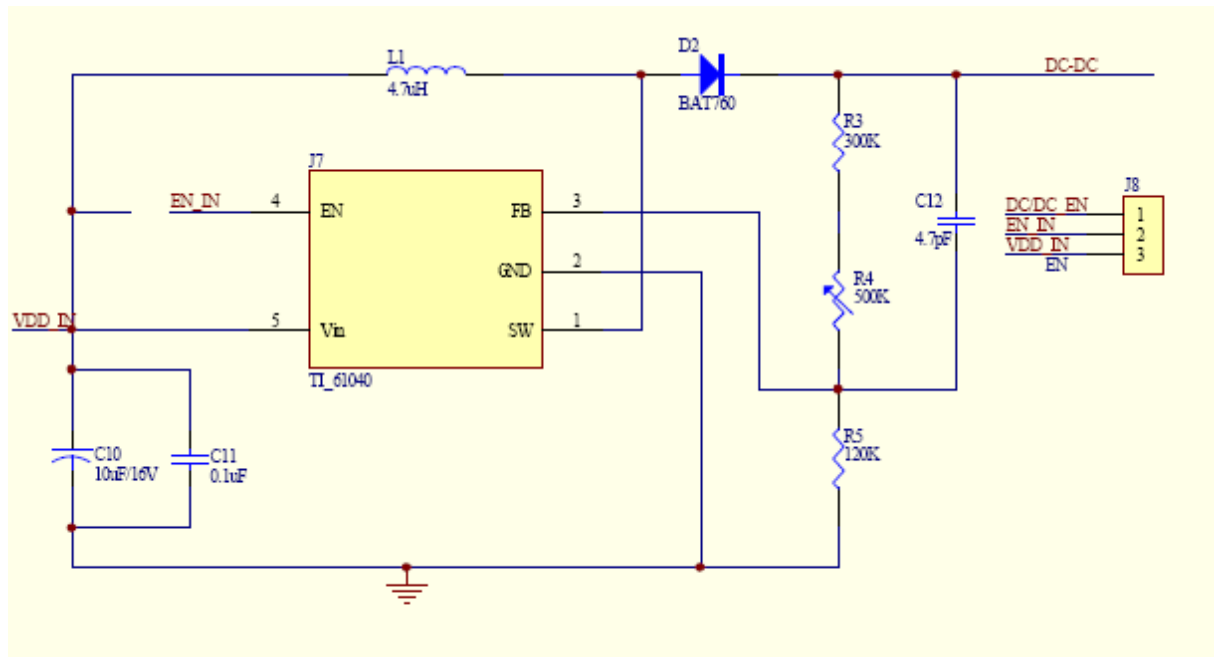 L1
4.7uH
D2
BAT760
DC-DC
R3
300K
J7
EN_IN
4
EN
FB
3
C12
4.7pF
J8
DC/DC_EN
1
EN_IN
2
VDD_IN
3
EN
GND
2
R4
500K
VDD_IN
5
Vin
SW
1
TI_61040
C10
10uF/16V
C11
0.1uF
R5
120K